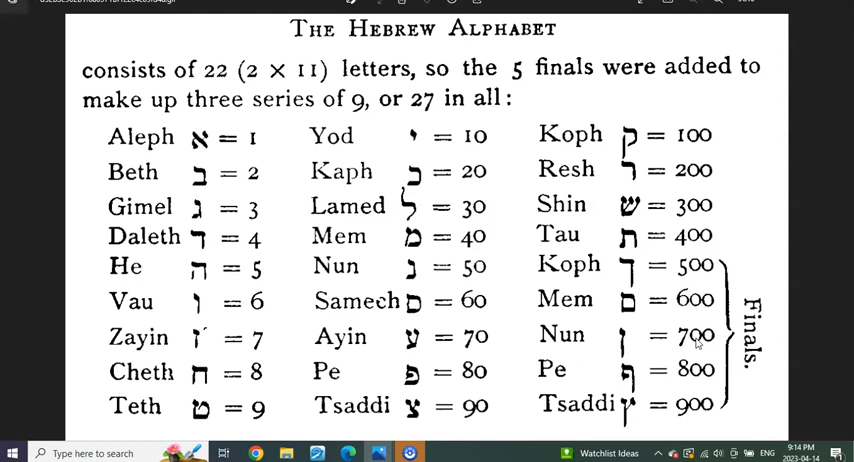 THE HEBREW ALPHABET
consists of 22 (2 × 11) letters, so the 5 finals were added to
make up three series of 9, or 27 in all:
Aleph א = 1 Yod י = 10 Koph ק = 100
Beth ב = 2 Kaph כ = 20 Resh ר = 200
Gimel ג = 3 Lamed ל = 30 Shin ש = 300
Daleth ד = 4 Mem מ = 40 Tau ת = 400
He ה = 5 Nun נ = 50 Koph ך = 500
Vau ו = 6 Samech ס = 60 Mem ם = 600
Zayin ז = 7 Ayin ע = 70 Nun ן = 700
Cheth ח = 8 Pe פ = 80 Pe ף = 800
Teth ט = 9 Tsaddi צ = 90 Tsaddi ץ = 900
Finals.
Type here to search
Watchlist Ideas
ENG
9:14 PM
2023-04-14